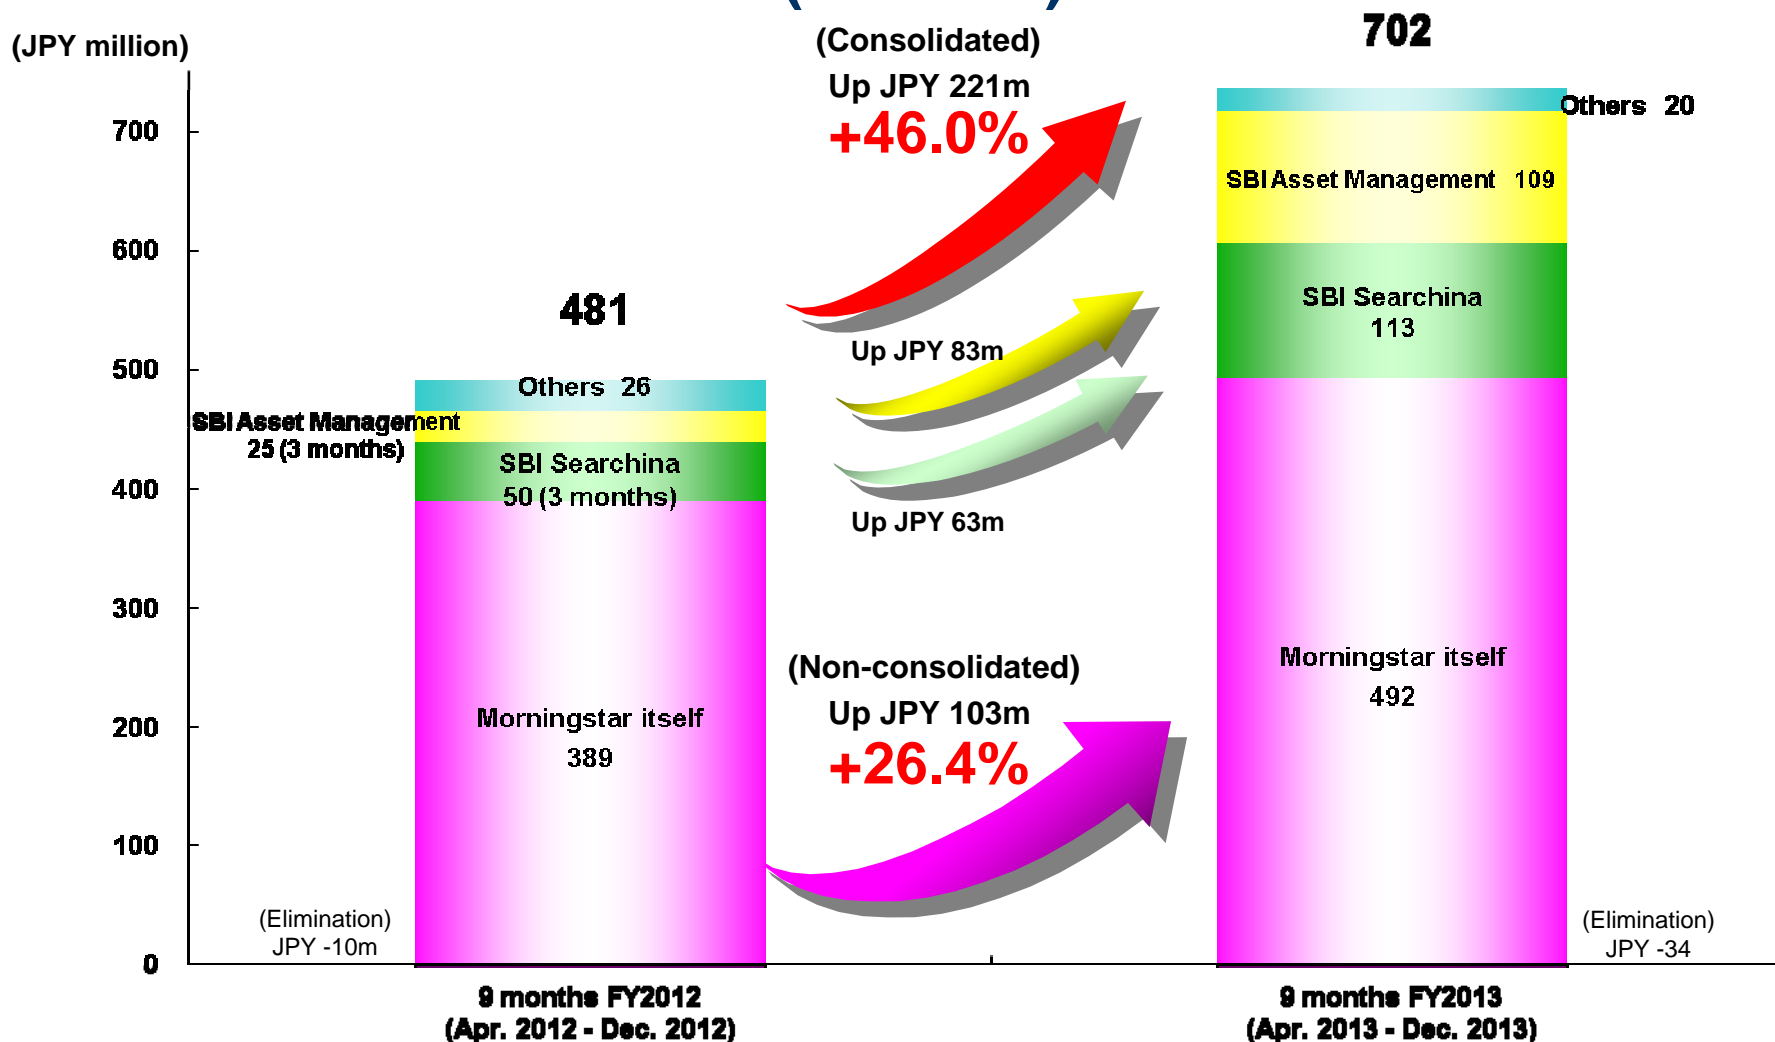 (JPY million)
(Consolidated)
Up JPY 221m
+46.0%
702
700
600
500
400
300
200
100
0
481
Others 26
SBI Asset Management
25 (3 months)
SBI Searchina
50 (3 months)
Morningstar itself
389
(Elimination)
JPY -10m
Up JPY 83m
Up JPY 63m
(Non-consolidated)
Up JPY 103m
+26.4%
Others 20
SBI Asset Management 109
SBI Searchina
113
Morningstar itself
492
(Elimination)
JPY -34
9 months FY2012
(Apr. 2012 - Dec. 2012)
9 months FY2013
(Apr. 2013 - Dec. 2013)